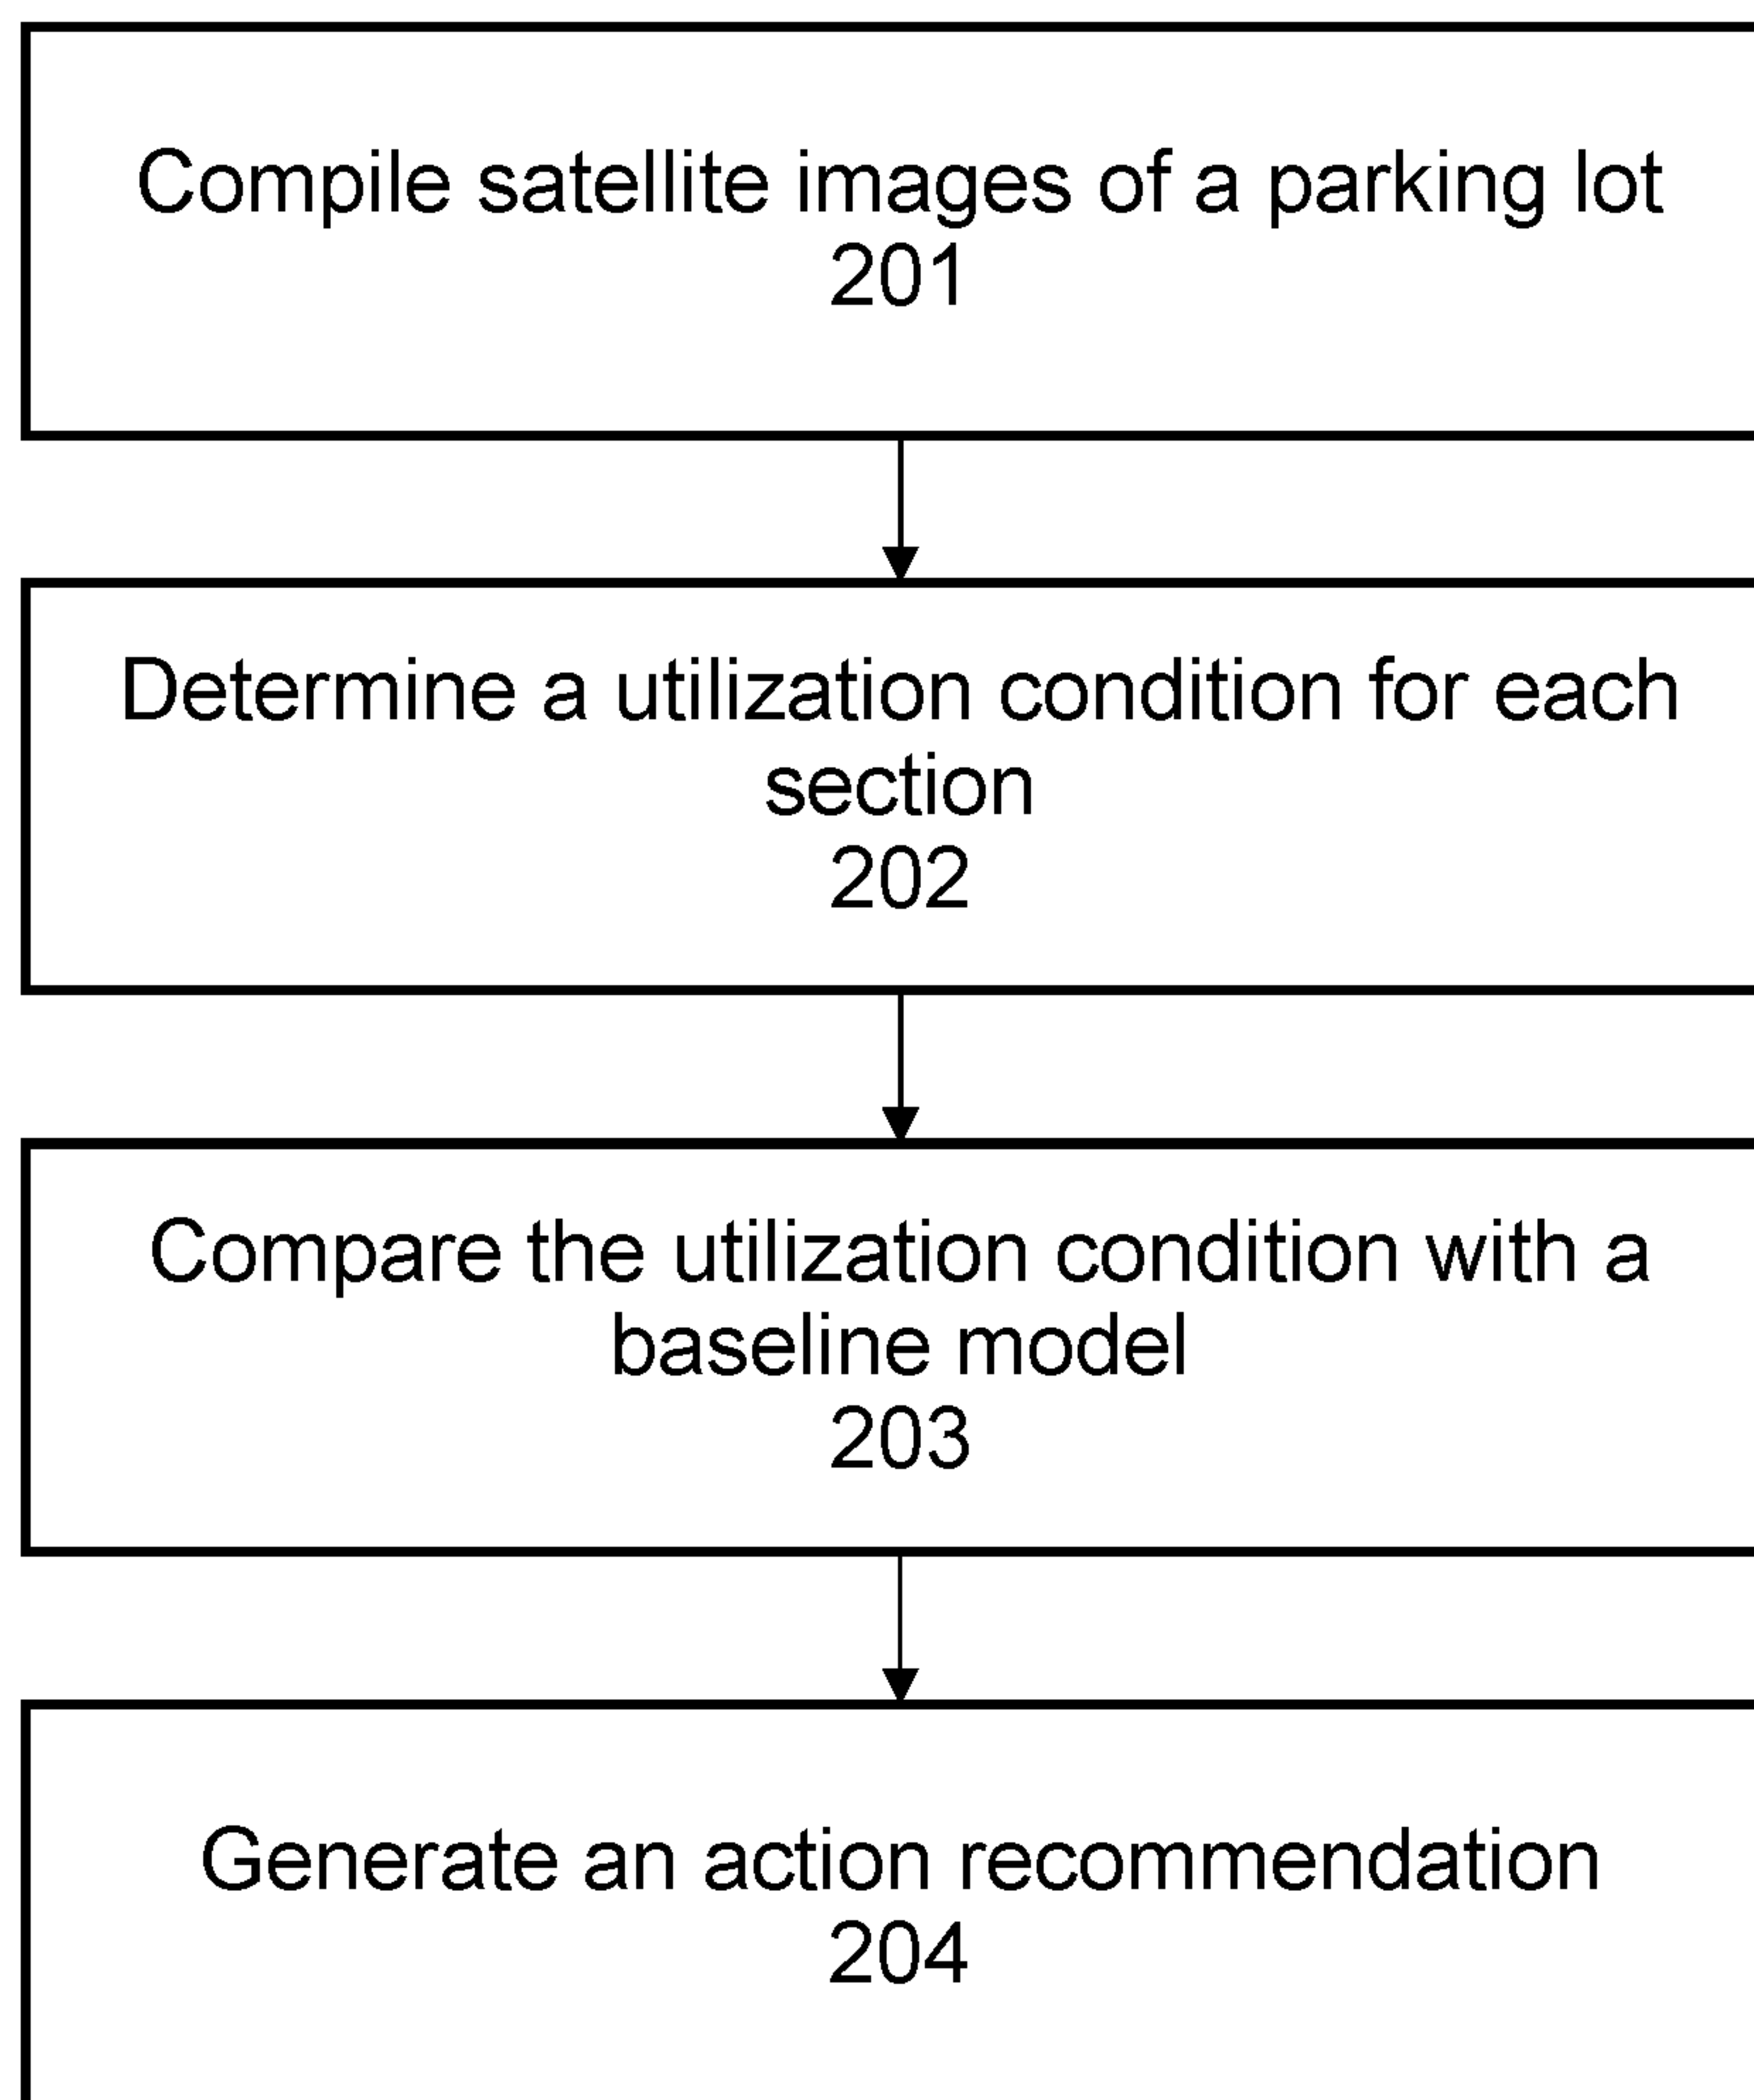 Compile satellite images of a parking lot
201
Determine a utilization condition for each
section
202
Compare the utilization condition with a
baseline model
203
Generate an action recommendation
204